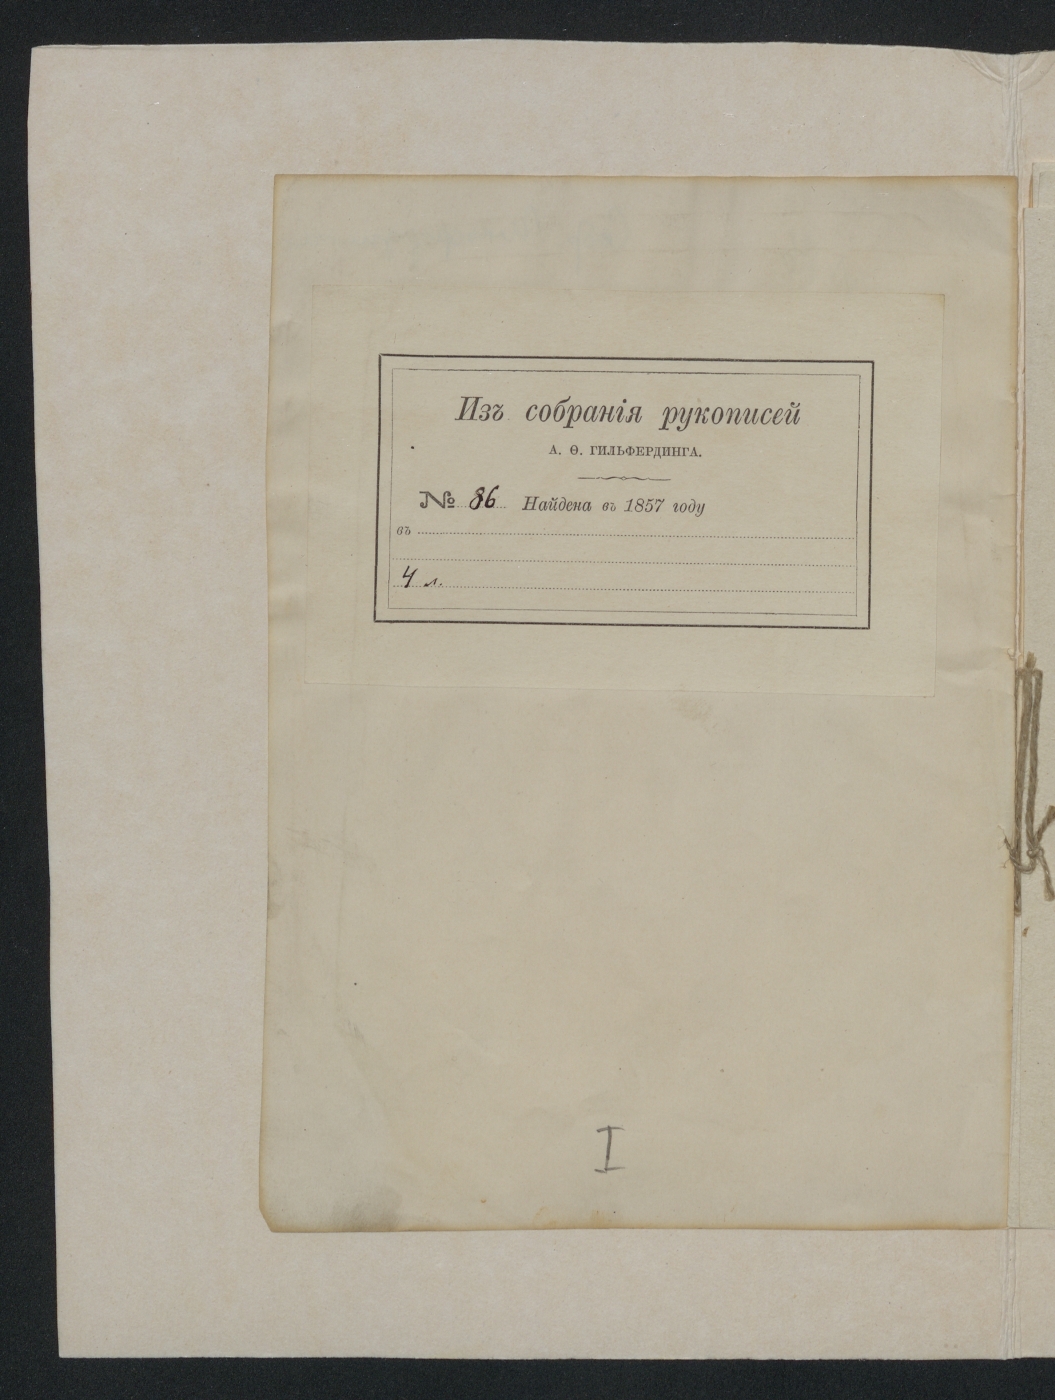 Изъ собранія рукописей
А. Ѳ. ГИЛЬФЕРДИНГА.
№ 86 Найдена въ 1857 году
въ
4 л.
I